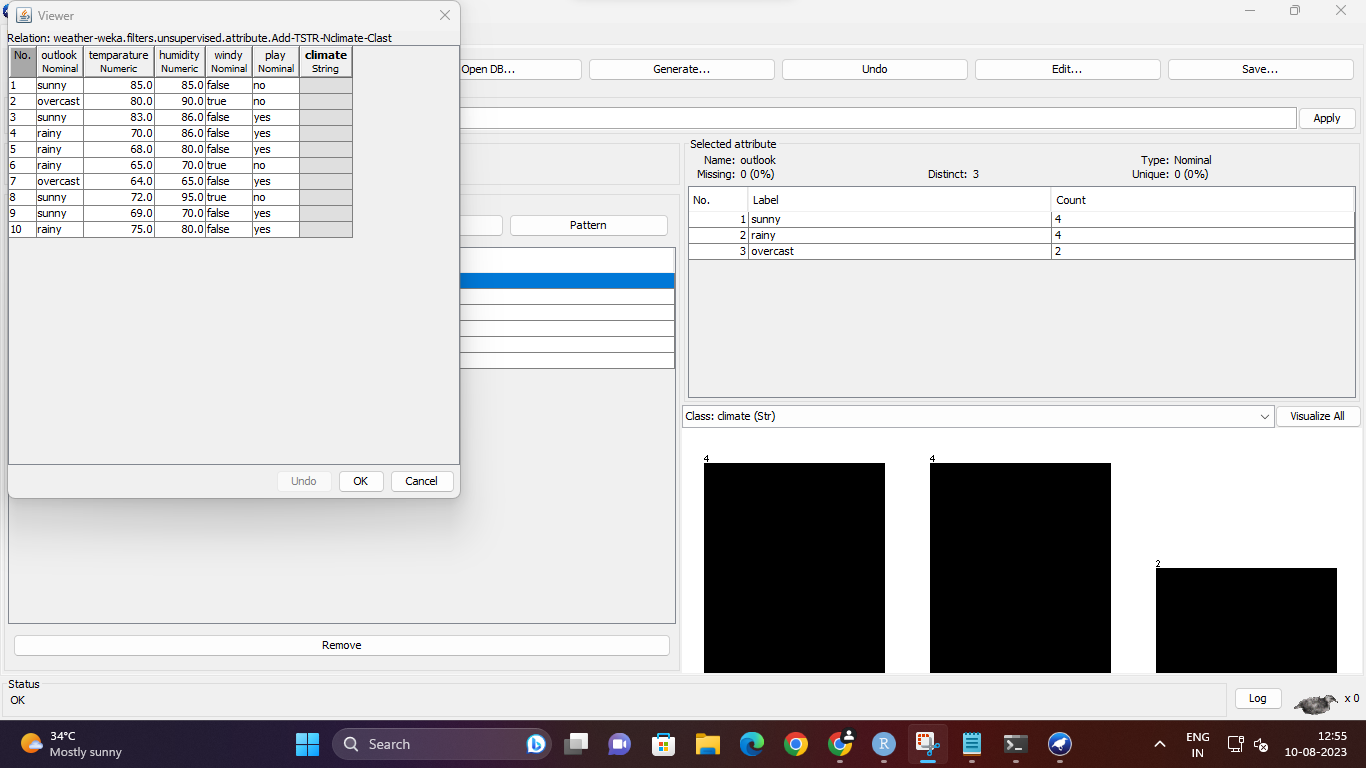 Viewer
Relation: weather-weka.filters.unsupervised.attribute.Add-TSTR-Nclimate-Clast
No. outlook temparature humidity windy play climate
Nominal Numeric Numeric Nominal Nominal String
1 sunny 85.0 85.0 false no
2 overcast 80.0 90.0 true no
3 sunny 83.0 86.0 false yes
4 rainy 70.0 86.0 false yes
5 rainy 68.0 80.0 false yes
6 rainy 65.0 70.0 true no
7 overcast 64.0 65.0 false yes
8 sunny 72.0 95.0 true no
9 sunny 69.0 70.0 false yes
10 rainy 75.0 80.0 false yes
Undo OK Cancel
Open DB... Generate... Undo Edit... Save...
Apply
Pattern
Remove
Selected attribute
Name: outlook Type: Nominal
Missing: 0 (0%) Distinct: 3 Unique: 0 (0%)
No. Label Count
1 sunny 4
2 rainy 4
3 overcast 2
Class: climate (Str) Visualize All
4 4 2
Status
OK
Log x 0
34°C
Mostly sunny
Search
ENG
IN
12:55
10-08-2023